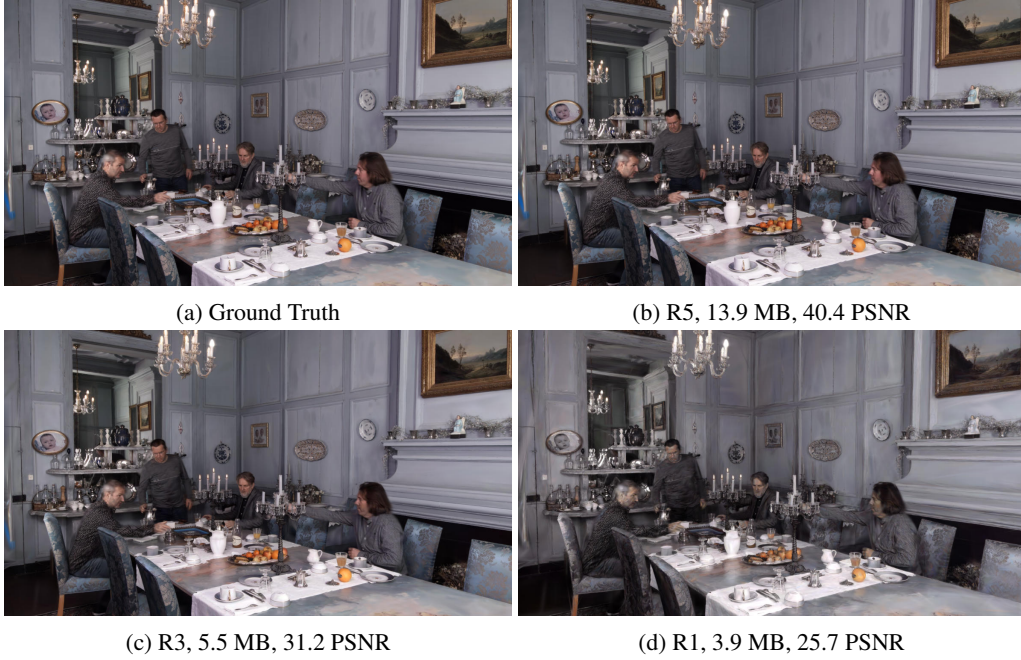 (a) Ground Truth
(b) R5, 13.9 MB, 40.4 PSNR
(c) R3, 5.5 MB, 31.2 PSNR
(d) R1, 3.9 MB, 25.7 PSNR